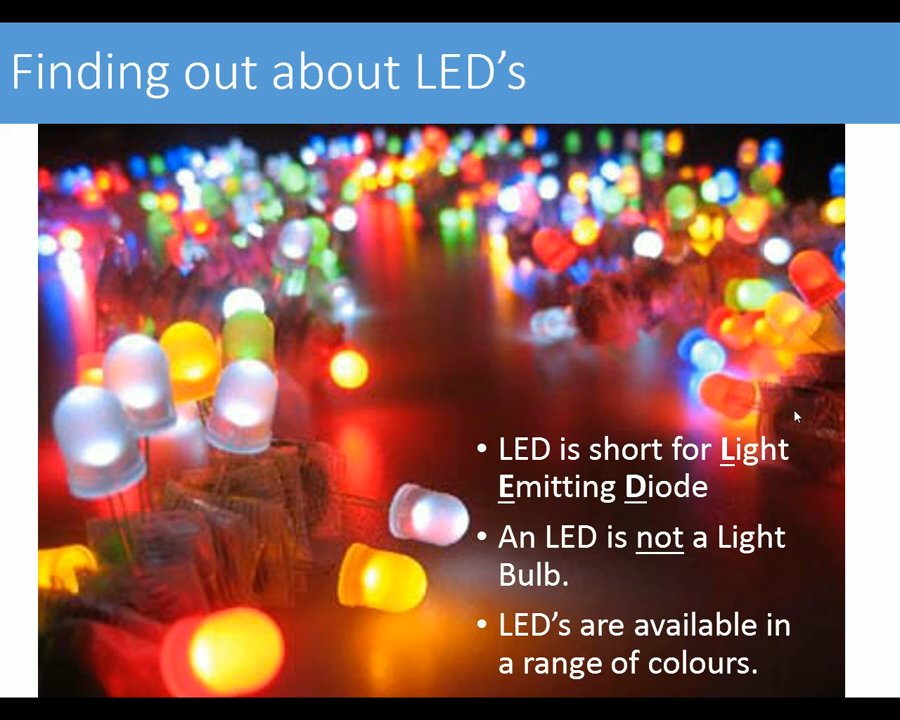 Finding out about LED’s
• LED is short for Light
Emitting Diode
• An LED is not a Light
Bulb.
• LED’s are available in
a range of colours.